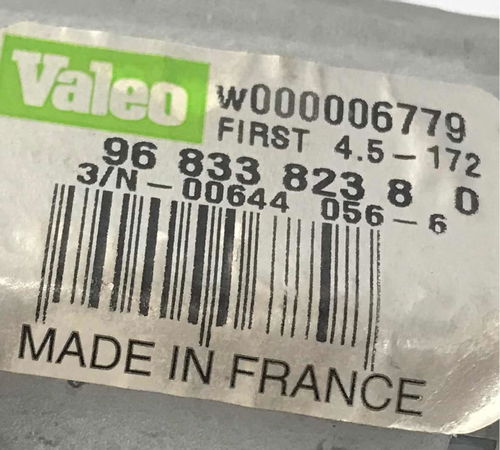 Valeo
w000006779
FIRST 4.5-172
96 833 823 8 0
3/N-00644 056-6
MADE IN FRANCE